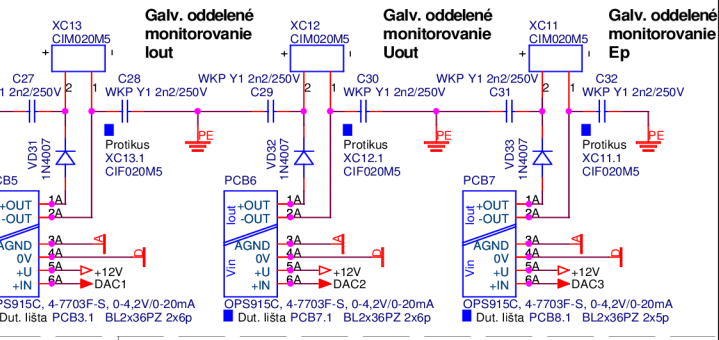 XC13
CIM020M5
+
-
Galv. oddelené
monitorovanie
Iout
2
1
C27
1 2n2/250V
C28
WKP Y1 2n2/250V
PE
VD31
1N4007
Protikus
XC13.1
CIF020M5
CB5
+OUT
-OUT
AGND
0V
+U
+IN
1A
2A
3A
4A
5A
6A
A
D
+12V
DAC1
OPS915C, 4-7703F-S, 0-4,2V/0-20mA
Dut. lišta PCB3.1 BL2x36PZ 2x6p
XC12
CIM020M5
+
-
Galv. oddelené
monitorovanie
Uout
2
1
WKP Y1 2n2/250V
C29
C30
WKP Y1 2n2/250V
PE
VD32
1N4007
Protikus
XC12.1
CIF020M5
PCB6
Iout
Vin
+OUT
-OUT
AGND
0V
+U
+IN
1A
2A
3A
4A
5A
6A
A
D
+12V
DAC2
OPS915C, 4-7703F-S, 0-4,2V/0-20mA
Dut. lišta PCB7.1 BL2x36PZ 2x6p
XC11
CIM020M5
+
-
Galv. oddelené
monitorovanie
Ep
2
1
WKP Y1 2n2/250V
C31
C32
WKP Y1 2n2/250V
PE
VD33
1N4007
Protikus
XC11.1
CIF020M5
PCB7
Iout
Vin
+OUT
-OUT
AGND
0V
+U
+IN
1A
2A
3A
4A
5A
6A
A
D
+12V
DAC3
OPS915C, 4-7703F-S, 0-4,2V/0-20mA
Dut. lišta PCB8.1 BL2x36PZ 2x5p